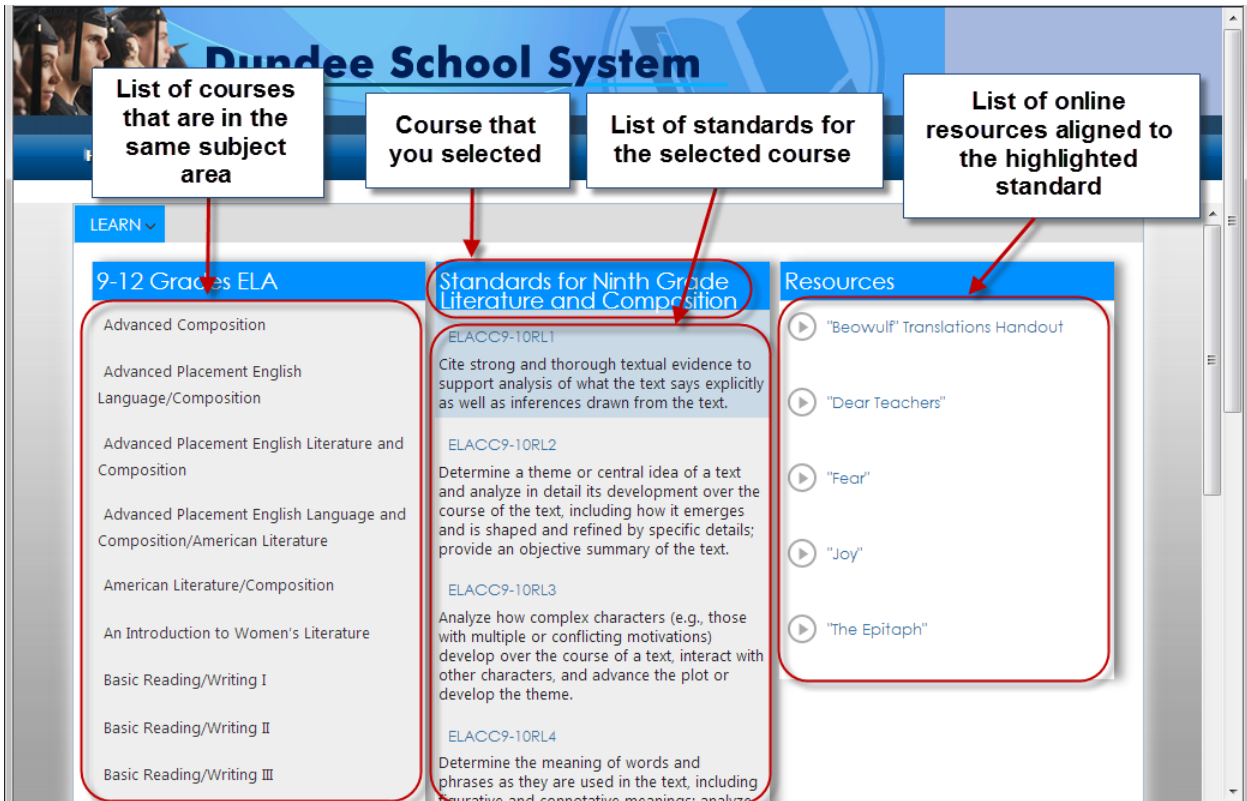 Dundee School System
List of courses
that are in the
same subject
area
Course that
you selected
List of standards for
the selected course
List of online
resources aligned to
the highlighted
standard
LEARN
9-12 Grades ELA
Advanced Composition
Advanced Placement English
Language/Composition
Advanced Placement English Literature and
Composition
Advanced Placement English Language and
Composition/American Literature
American Literature/Composition
An Introduction to Women's Literature
Basic Reading/Writing I
Basic Reading/Writing II
Basic Reading/Writing III
Standards for Ninth Grade
Literature and Composition
ELACC9-10RL1
Cite strong and thorough textual evidence to
support analysis of what the text says explicitly
as well as inferences drawn from the text.
ELACC9-10RL2
Determine a theme or central idea of a text
and analyze in detail its development over the
course of the text, including how it emerges
and is shaped and refined by specific details;
provide an objective summary of the text.
ELACC9-10RL3
Analyze how complex characters (e.g., those
with multiple or conflicting motivations)
develop over the course of a text, interact with
other characters, and advance the plot or
develop the theme.
ELACC9-10RL4
Determine the meaning of words and
phrases as they are used in the text, including
figurative and connotative meanings; analyze
Resources
"Beowulf" Translations Handout
"Dear Teachers"
"Fear"
"Joy"
"The Epitaph"